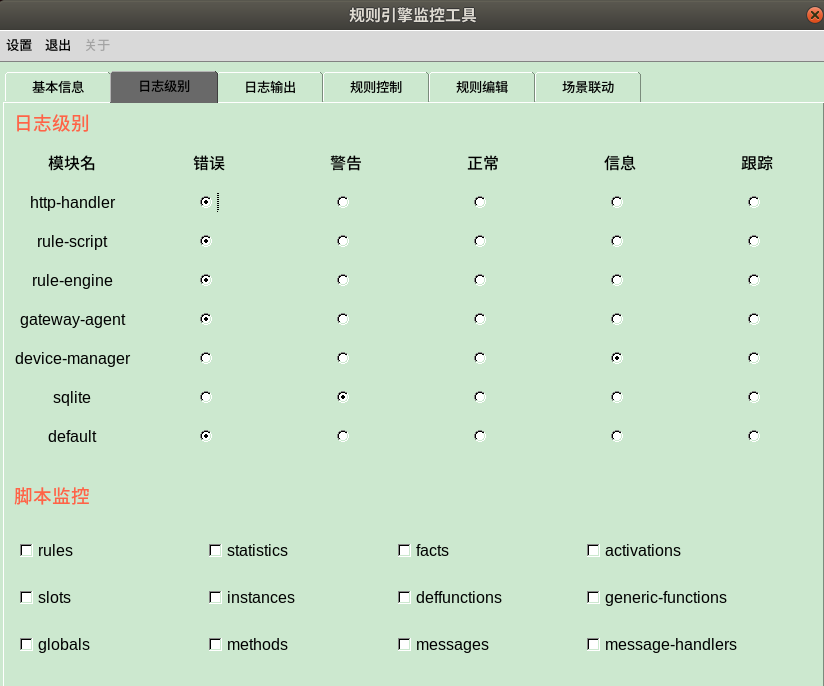 规则引擎监控工具
设置 退出 关于
基本信息 日志级别 日志输出 规则控制 规则编辑 场景联动
日志级别
模块名 错误 警告 正常 信息 跟踪
http-handler
rule-script
rule-engine
gateway-agent
device-manager
sqlite
default
脚本监控
rules statistics facts activations
slots instances deffunctions generic-functions
globals methods messages message-handlers